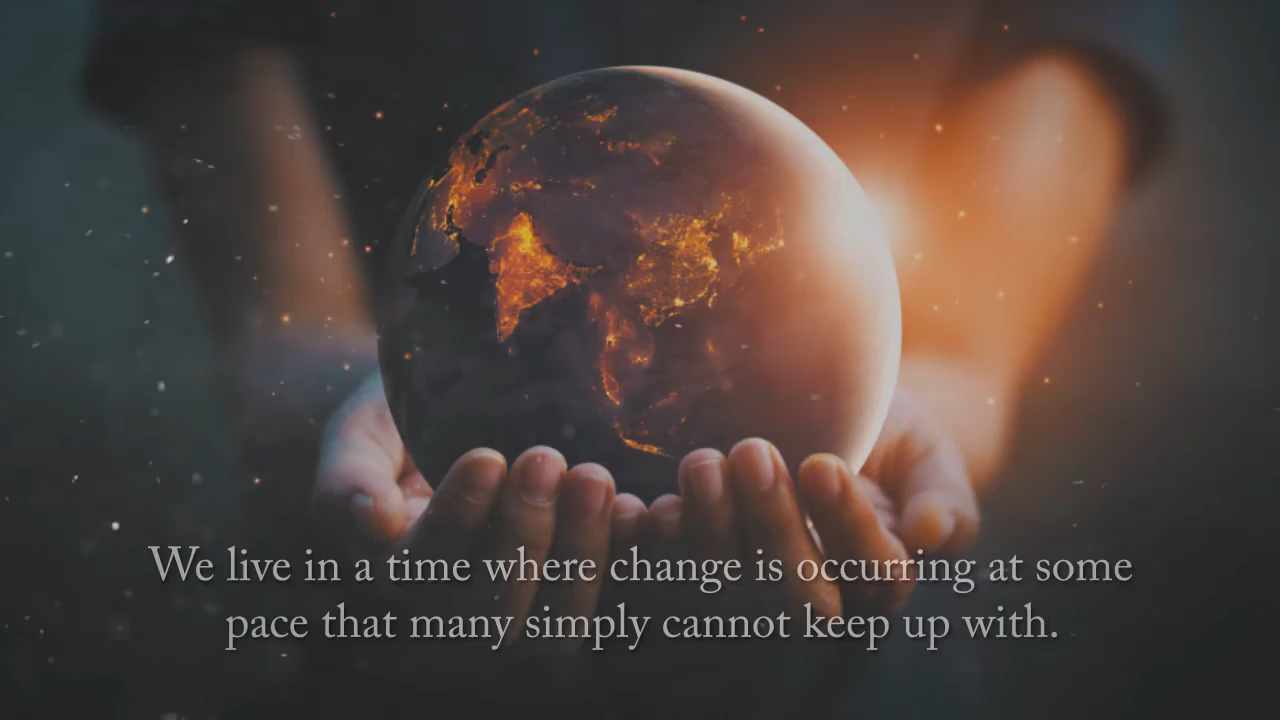 We live in a time where change is occurring at some
pace that many simply cannot keep up with.